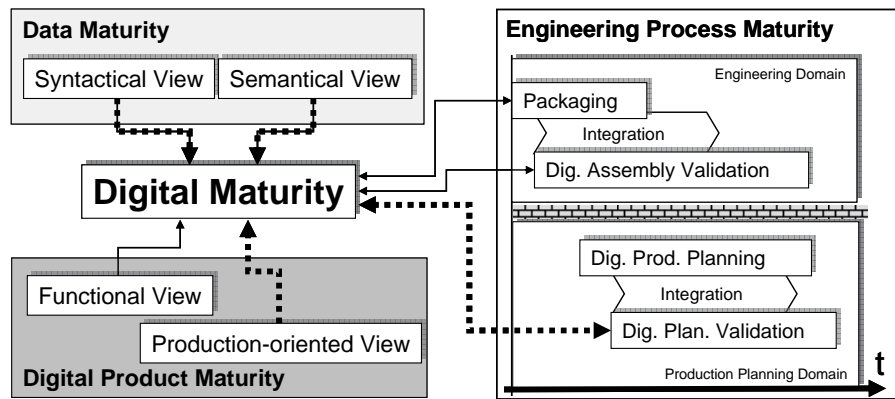 Data Maturity
Syntactical View
Semantical View
Digital Maturity
Functional View
Production-oriented View
Digital Product Maturity
Engineering Process Maturity
Engineering Domain
Packaging
Integration
Dig. Assembly Validation
Dig. Prod. Planning
Integration
Dig. Plan. Validation
t
Production Planning Domain